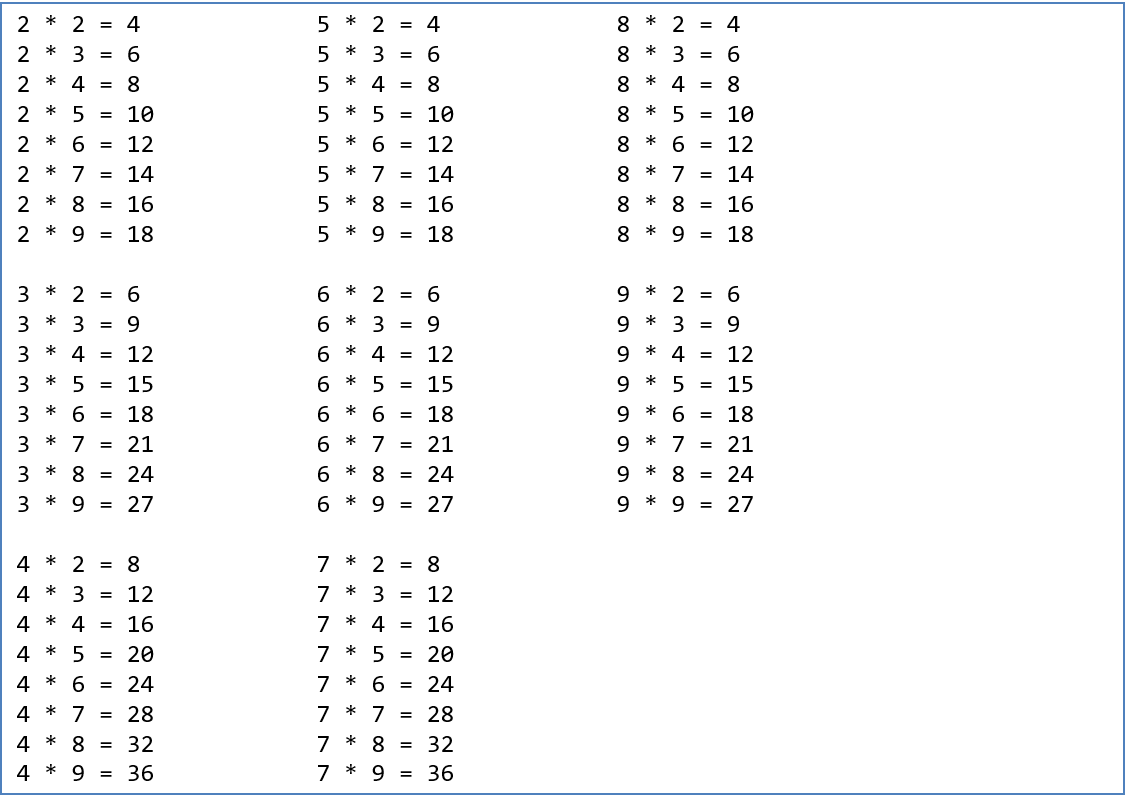 2 * 2 = 4 5 * 2 = 4 8 * 2 = 4
2 * 3 = 6 5 * 3 = 6 8 * 3 = 6
2 * 4 = 8 5 * 4 = 8 8 * 4 = 8
2 * 5 = 10 5 * 5 = 10 8 * 5 = 10
2 * 6 = 12 5 * 6 = 12 8 * 6 = 12
2 * 7 = 14 5 * 7 = 14 8 * 7 = 14
2 * 8 = 16 5 * 8 = 16 8 * 8 = 16
2 * 9 = 18 5 * 9 = 18 8 * 9 = 18
3 * 2 = 6 6 * 2 = 6 9 * 2 = 6
3 * 3 = 9 6 * 3 = 9 9 * 3 = 9
3 * 4 = 12 6 * 4 = 12 9 * 4 = 12
3 * 5 = 15 6 * 5 = 15 9 * 5 = 15
3 * 6 = 18 6 * 6 = 18 9 * 6 = 18
3 * 7 = 21 6 * 7 = 21 9 * 7 = 21
3 * 8 = 24 6 * 8 = 24 9 * 8 = 24
3 * 9 = 27 6 * 9 = 27 9 * 9 = 27
4 * 2 = 8 7 * 2 = 8
4 * 3 = 12 7 * 3 = 12
4 * 4 = 16 7 * 4 = 16
4 * 5 = 20 7 * 5 = 20
4 * 6 = 24 7 * 6 = 24
4 * 7 = 28 7 * 7 = 28
4 * 8 = 32 7 * 8 = 32
4 * 9 = 36 7 * 9 = 36